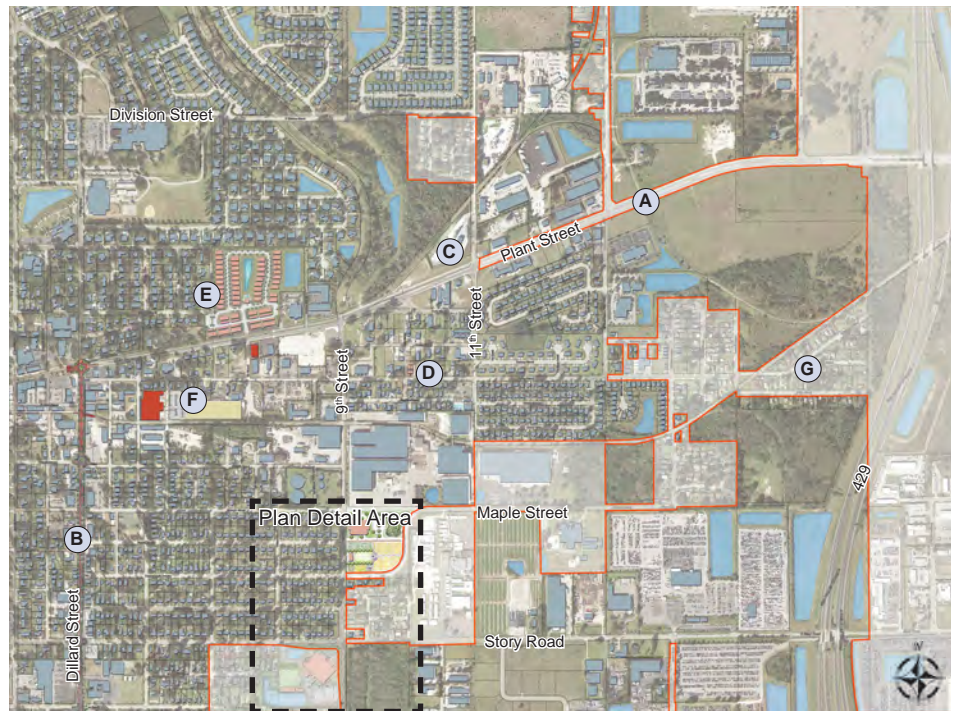 Division Street
A
Plant Street
C
E
11th Street
9th Street
D
G
F
429
Plan Detail Area
Maple Street
B
Dillard Street
Story Road
N